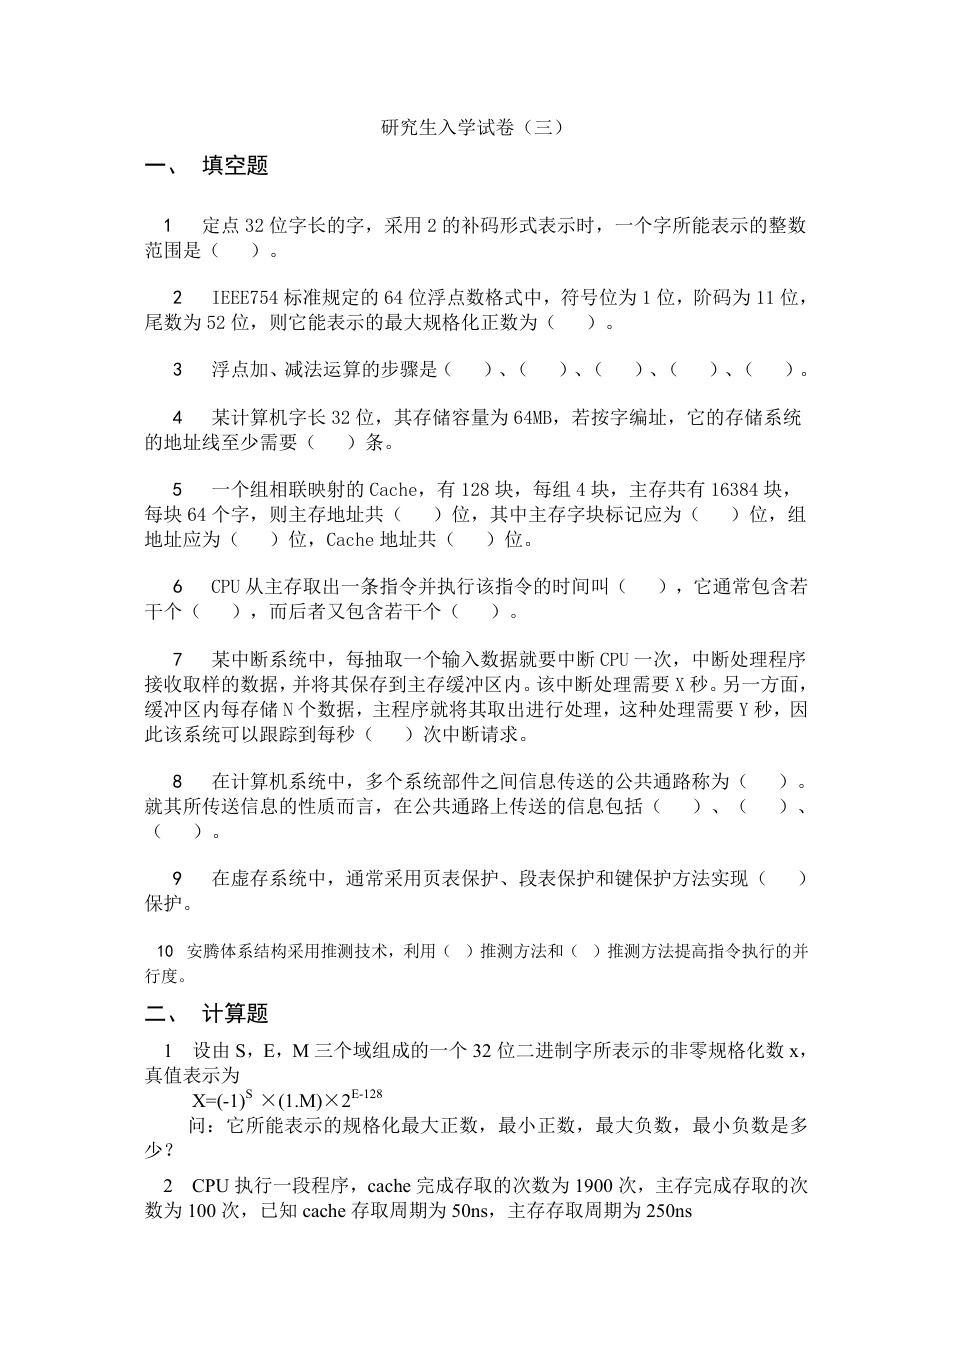 研究生入学试卷（三）
一、 填空题
1 定点 32 位字长的字，采用 2 的补码形式表示时，一个字所能表示的整数
范围是（ ）。
2 IEEE754 标准规定的 64 位浮点数格式中，符号位为 1 位，阶码为 11 位，
尾数为 52 位，则它能表示的最大规格化正数为（ ）。
3 浮点加、减法运算的步骤是（ ）、（ ）、（ ）、（ ）、（ ）。
4 某计算机字长 32 位，其存储容量为 64MB，若按字编址，它的存储系统
的地址线至少需要（ ）条。
5 一个组相联映射的 Cache，有 128 块，每组 4 块，主存共有 16384 块，
每块 64 个字，则主存地址共（ ）位，其中主存字块标记应为（ ）位，组
地址应为（ ）位，Cache 地址共（ ）位。
6 CPU 从主存取出一条指令并执行该指令的时间叫（ ），它通常包含若
干个（ ），而后者又包含若干个（ ）。
7 某中断系统中，每抽取一个输入数据就要中断 CPU 一次，中断处理程序
接收取样的数据，并将其保存到主存缓冲区内。该中断处理需要 X 秒。另一方面，
缓冲区内每存储 N 个数据，主程序就将其取出进行处理，这种处理需要 Y 秒，因
此该系统可以跟踪到每秒（ ）次中断请求。
8 在计算机系统中，多个系统部件之间信息传送的公共通路称为（ ）。
就其所传送信息的性质而言，在公共通路上传送的信息包括（ ）、（ ）、
（ ）。
9 在虚存系统中，通常采用页表保护、段表保护和键保护方法实现（ ）
保护。
10 安腾体系结构采用推测技术，利用（ ）推测方法和（ ）推测方法提高指令执行的并
行度。
二、 计算题
1 设由 S，E，M 三个域组成的一个 32 位二进制字所表示的非零规格化数 x，
真值表示为
X=(-1)^S ×(1.M)×2^E-128
问：它所能表示的规格化最大正数，最小正数，最大负数，最小负数是多
少？
2 CPU 执行一段程序，cache 完成存取的次数为 1900 次，主存完成存取的次
数为 100 次，已知 cache 存取周期为 50ns，主存存取周期为 250ns